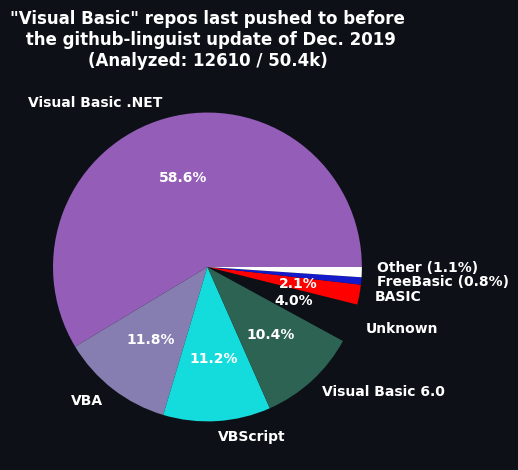 "Visual Basic" repos last pushed to before
the github-linguist update of Dec. 2019
(Analyzed: 12610 / 50.4k)
Visual Basic .NET
58.6%
Other (1.1%)
FreeBasic (0.8%)
2.1%
BASIC
4.0%
Unknown
10.4%
Visual Basic 6.0
11.8%
11.2%
VBA
VBScript